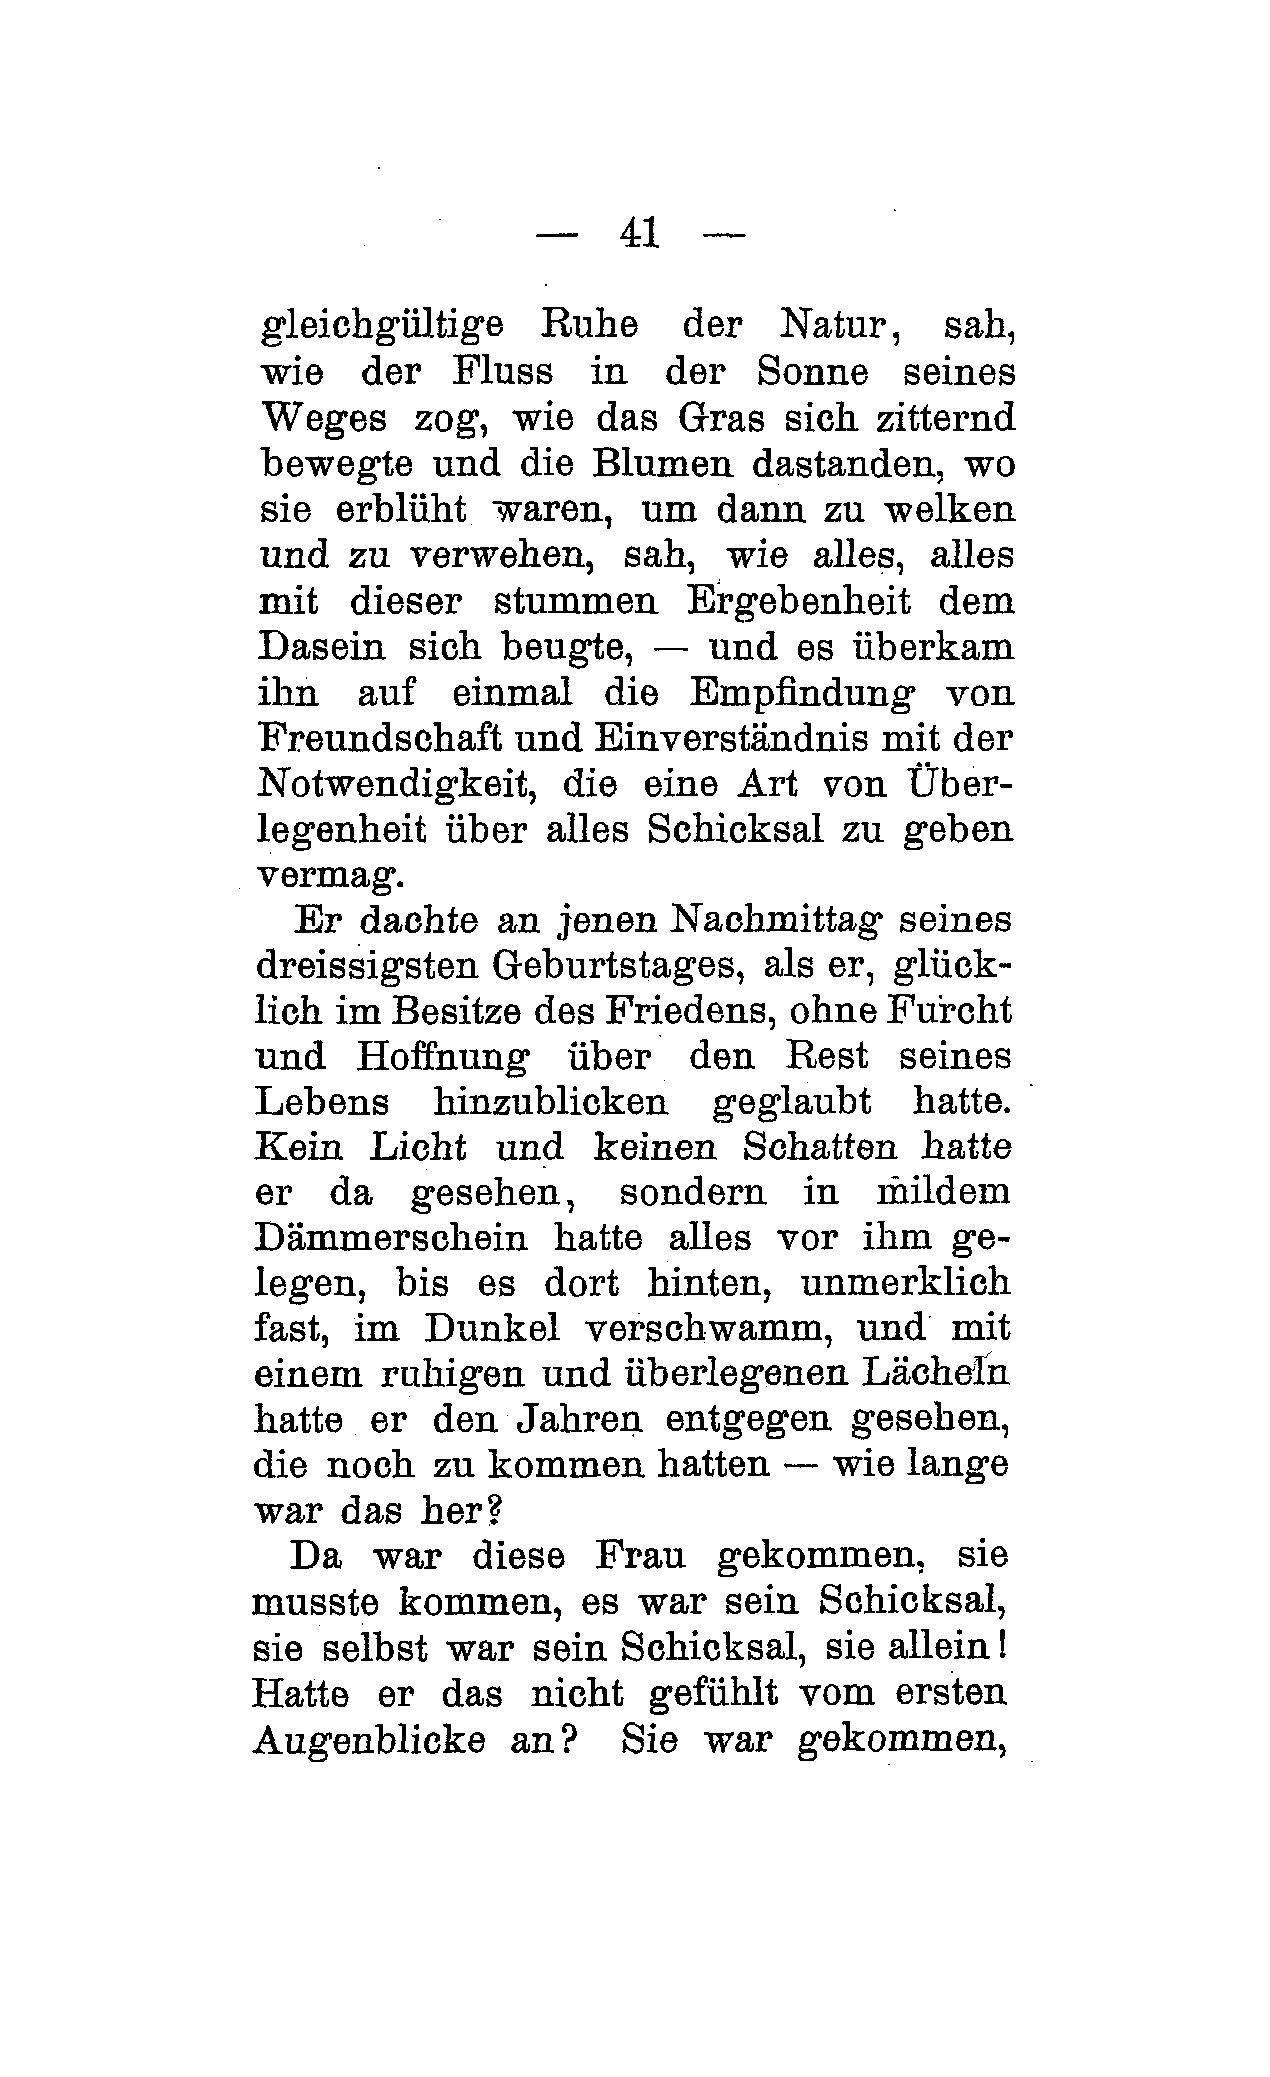 — 41 —
gleichgültige Ruhe der Natur, sah,
wie der Fluss in der Sonne seines
Weges zog, wie das Gras sich zitternd
bewegte und die Blumen dastanden, wo
sie erblüht waren, um dann zu welken
und zu verwehen, sah, wie alles, alles
mit dieser stummen Ergebenheit dem
Dasein sich beugte, — und es überkam
ihn auf einmal die Empfindung von
Freundschaft und Einverständnis mit der
Notwendigkeit, die eine Art von Über-
legenheit über alles Schicksal zu geben
vermag.
Er dachte an jenen Nachmittag seines
dreissigsten Geburtstages, als er, glück-
lich im Besitze des Friedens, ohne Furcht
und Hoffnung über den Rest seines
Lebens hinzublicken geglaubt hatte.
Kein Licht und keinen Schatten hatte
er da gesehen, sondern in mildem
Dämmerschein hatte alles vor ihm ge-
legen, bis es dort hinten, unmerklich
fast, im Dunkel verschwamm, und mit
einem ruhigen und überlegenen Lächeln
hatte er den Jahren entgegen gesehen,
die noch zu kommen hatten — wie lange
war das her?
Da war diese Frau gekommen, sie
musste kommen, es war sein Schicksal,
sie selbst war sein Schicksal, sie allein!
Hatte er das nicht gefühlt vom ersten
Augenblicke an? Sie war gekommen,